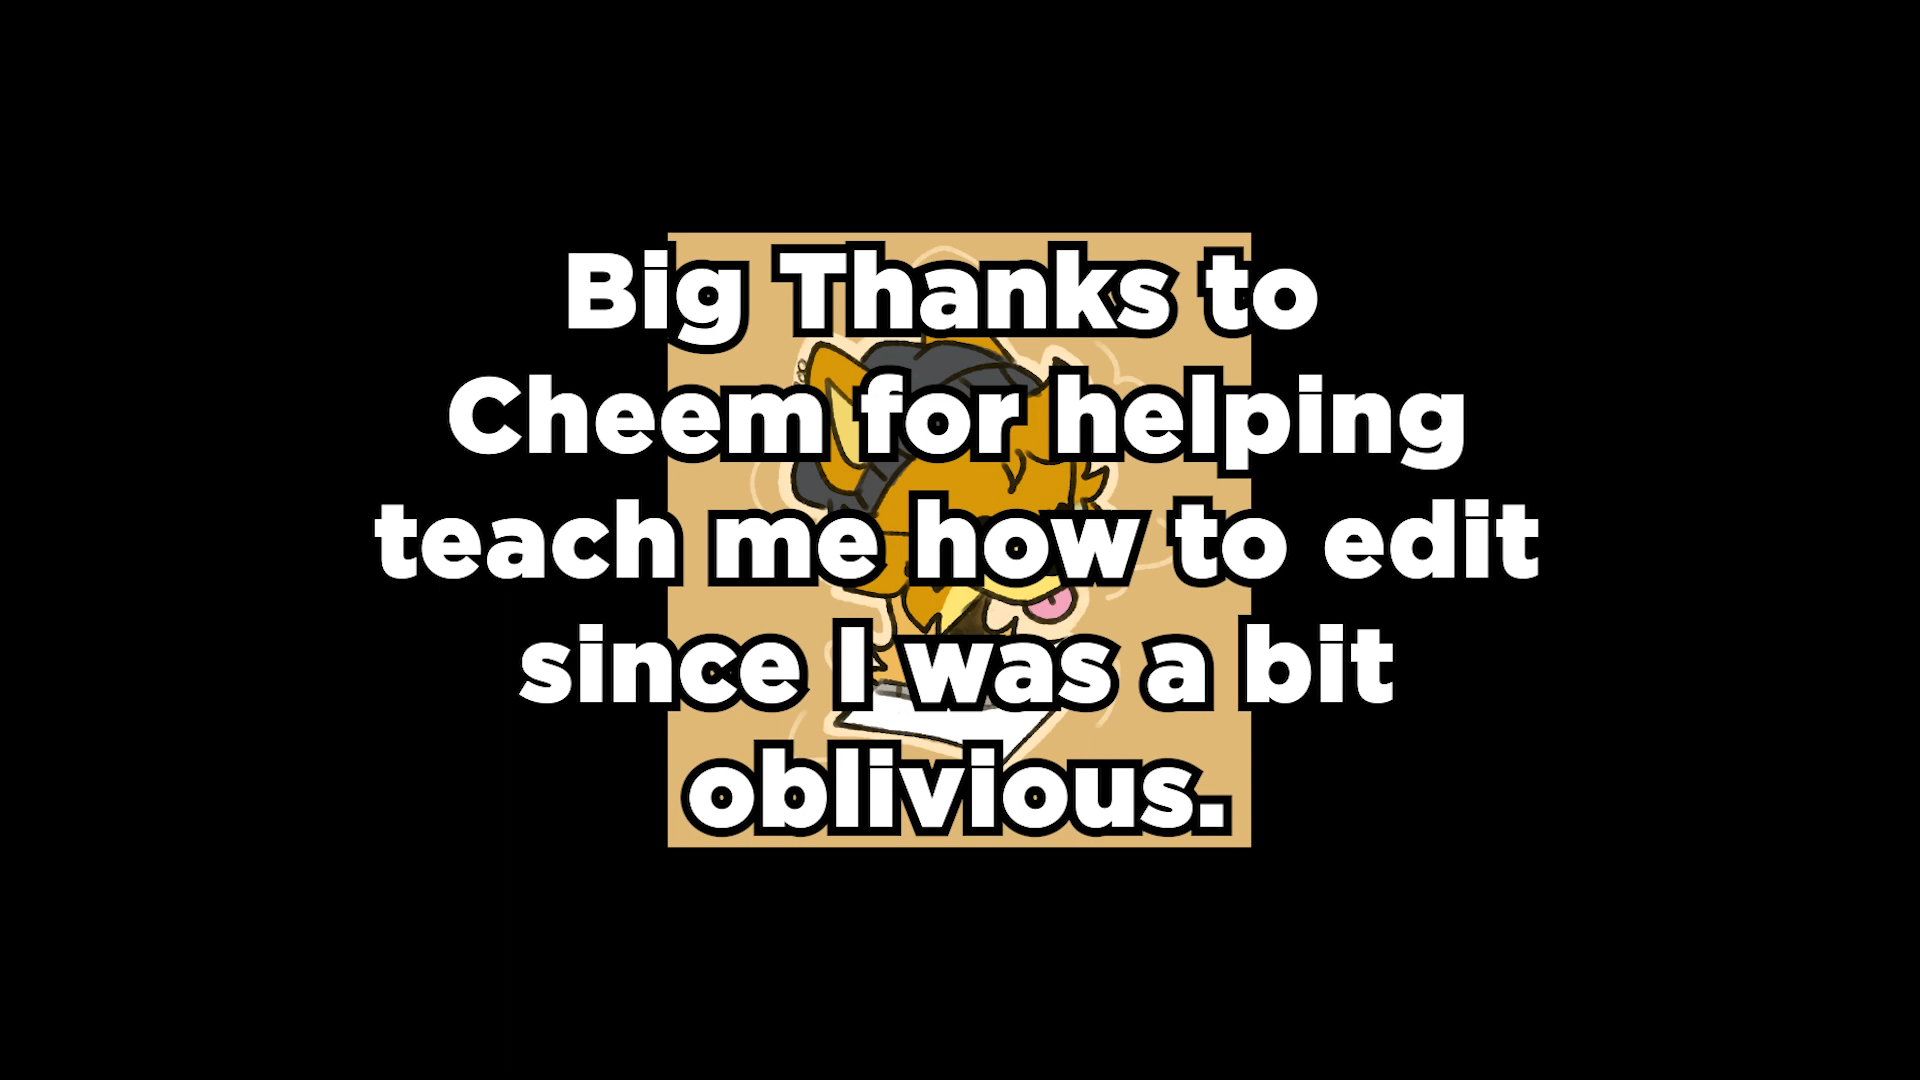 Big Thanks to
Cheem for helping
teach me how to edit
since I was a bit
oblivious.